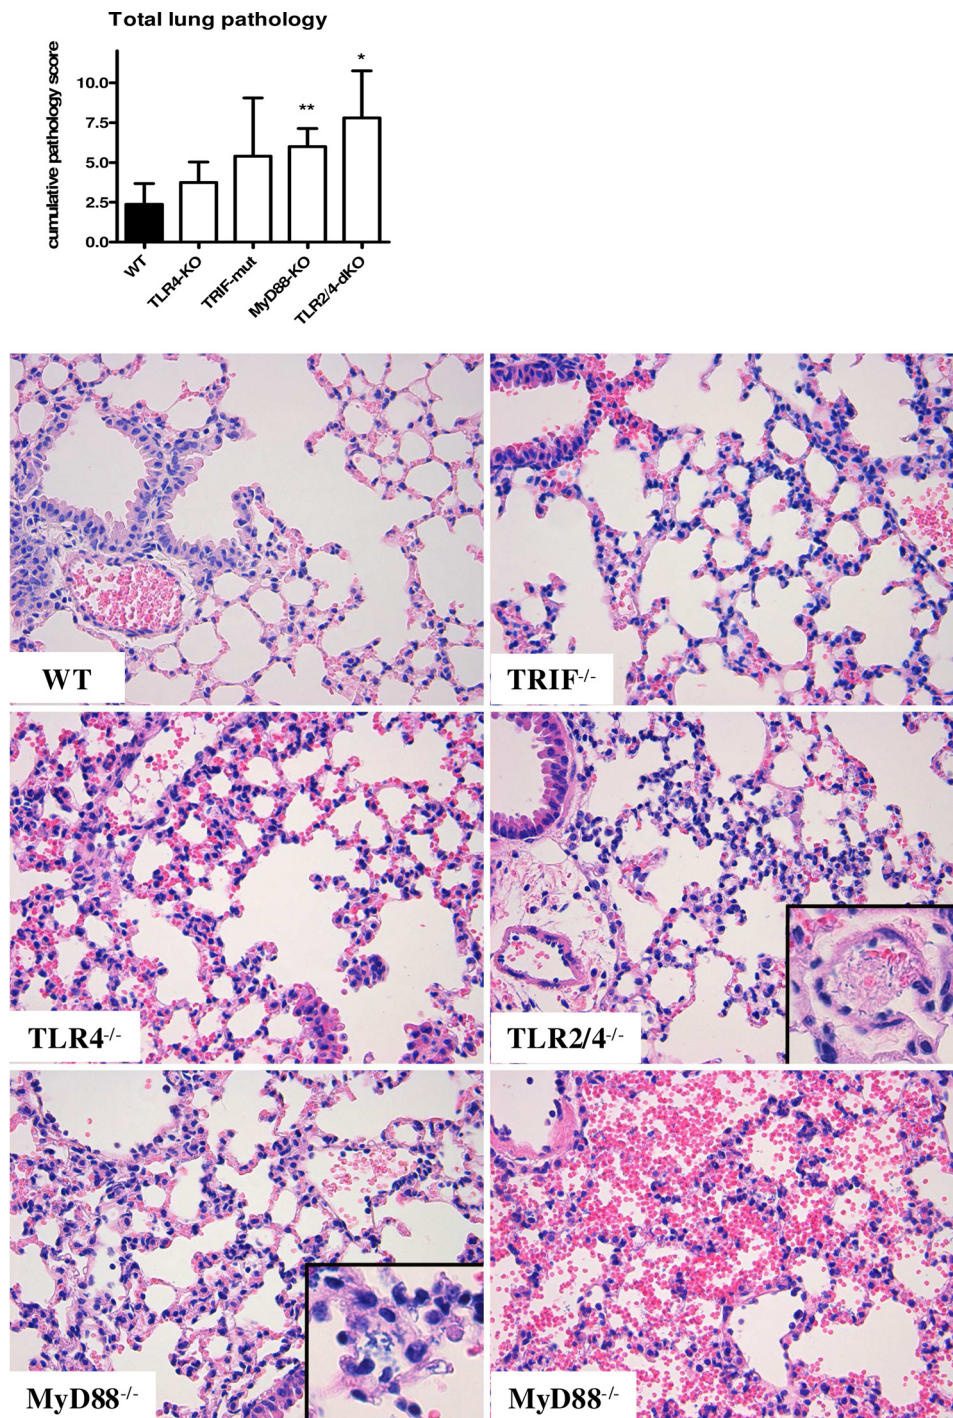 Total lung pathology
cumulative pathology score
10.0
7.5
5.0
2.5
0.0
**
*
WT
TLR4-KO
TRIF-mut
MyD88-KO
TLR2/4-dKO
WT
TRIF-/-
TLR4-/-
TLR2/4-/-
MyD88-/-
MyD88-/-